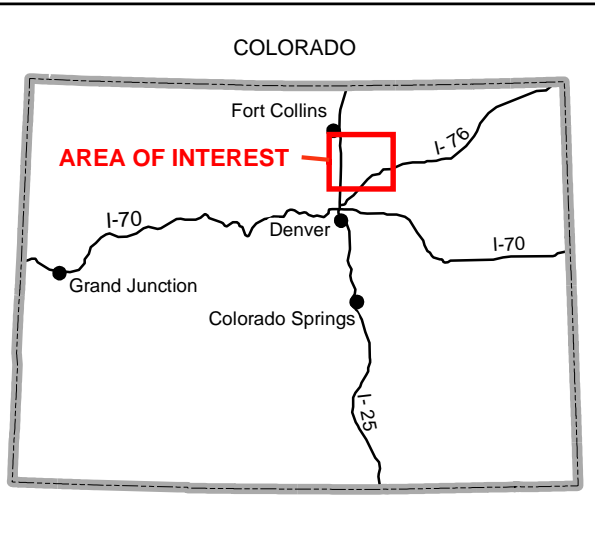 COLORADO
Fort Collins
I- 76
AREA OF INTEREST
I-70
Denver
I-70
Grand Junction
Colorado Springs
I- 25